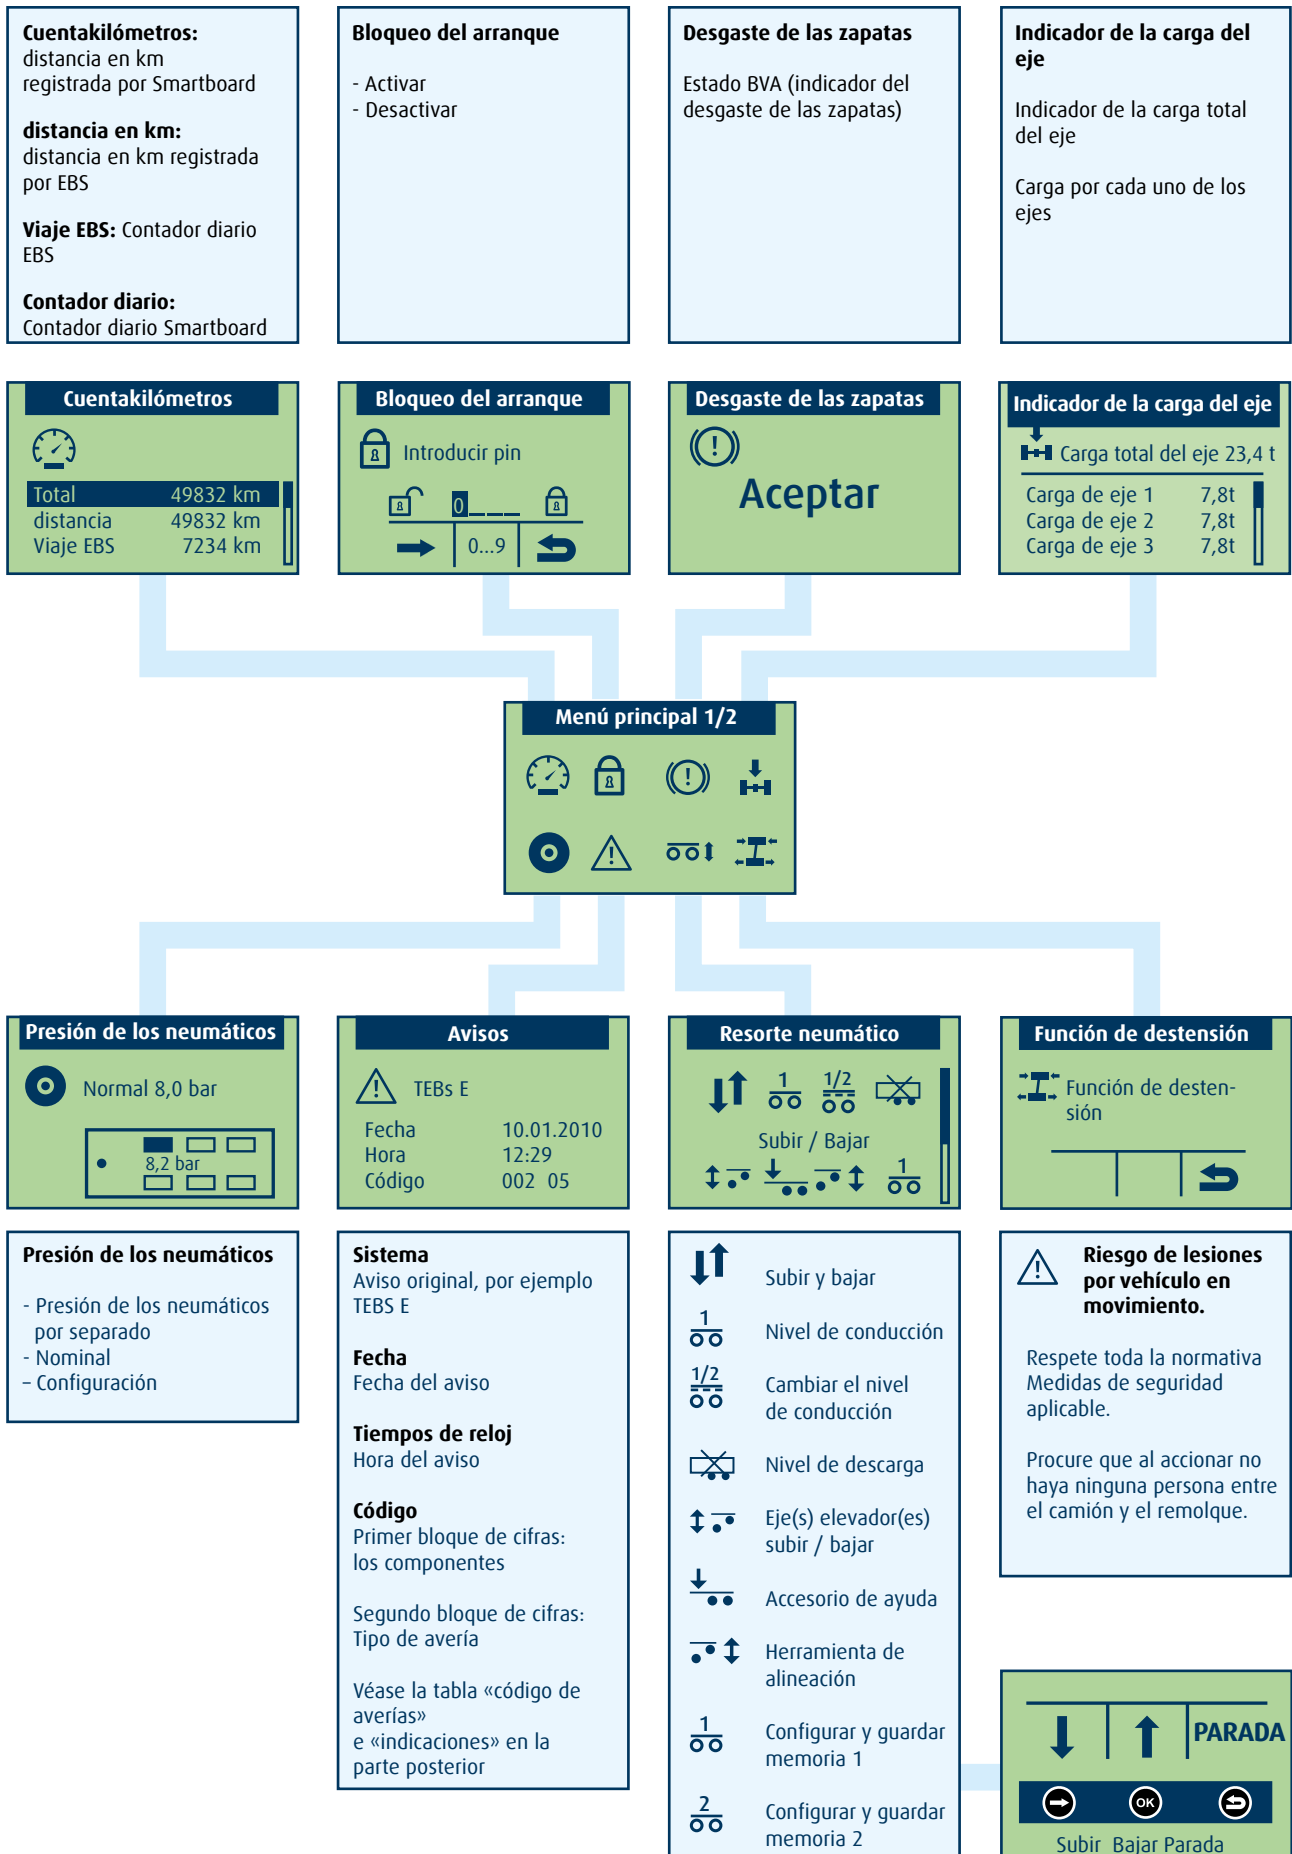 Cuentakilómetros:
distancia en km
registrada por Smartboard
distancia en km:
distancia en km registrada
por EBS
Viaje EBS: Contador diario
EBS
Contador diario:
Contador diario Smartboard
Bloqueo del arranque
- Activar
- Desactivar
Desgaste de las zapatas
Estado BVA (indicador del
desgaste de las zapatas)
Indicador de la carga del
eje
Indicador de la carga total
del eje
Carga por cada uno de los
ejes
Cuentakilómetros
Total 49832 km
distancia 49832 km
Viaje EBS 7234 km
Bloqueo del arranque
Introducir pin
0___
0...9
Desgaste de las zapatas
Aceptar
Indicador de la carga del eje
Carga total del eje 23,4 t
Carga de eje 1 7,8t
Carga de eje 2 7,8t
Carga de eje 3 7,8t
Menú principal 1/2
Presión de los neumáticos
Normal 8,0 bar
8,2 bar
Avisos
TEBs E
Fecha 10.01.2010
Hora 12:29
Código 002 05
Resorte neumático
1 1/2
Subir / Bajar
1
Función de destensión
Función de desten-
sión
Presión de los neumáticos
- Presión de los neumáticos
por separado
- Nominal
– Configuración
Sistema
Aviso original, por ejemplo
TEBS E
Fecha
Fecha del aviso
Tiempos de reloj
Hora del aviso
Código
Primer bloque de cifras:
los componentes
Segundo bloque de cifras:
Tipo de avería
Véase la tabla «código de
averías»
e «indicaciones» en la
parte posterior
Subir y bajar
1 Nivel de conducción
1/2 Cambiar el nivel
de conducción
Nivel de descarga
Eje(s) elevador(es)
subir / bajar
Accesorio de ayuda
Herramienta de
alineación
1 Configurar y guardar
memoria 1
2 Configurar y guardar
memoria 2
Riesgo de lesiones
por vehículo en
movimiento.
Respete toda la normativa
Medidas de seguridad
aplicable.
Procure que al accionar no
haya ninguna persona entre
el camión y el remolque.
PARADA
OK
Subir Bajar Parada